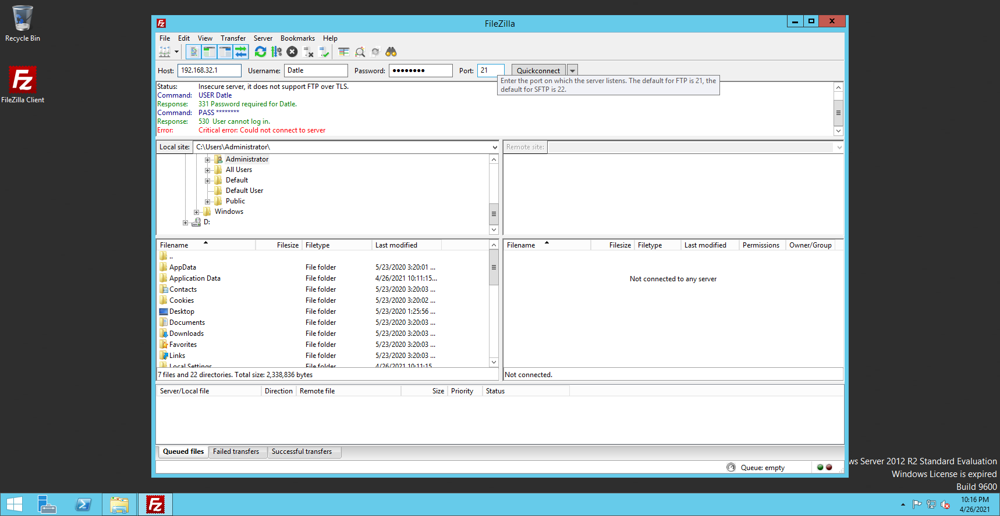 Recycle Bin
FileZilla Client
FileZilla
File Edit View Transfer Server Bookmarks Help
Host: 192.168.32.1 Username: Datle Password: ●●●●●●●● Port: 21 Quickconnect
Enter the port on which the server listens. The default for FTP is 21, the
default for SFTP is 22.
Status: Insecure server, it does not support FTP over TLS.
Command: USER Datle
Response: 331 Password required for Datle.
Command: PASS ********
Response: 530 User cannot log in.
Error: Critical error: Could not connect to server
Local site: C:\Users\Administrator\
Administrator
All Users
Default
Default User
Public
Windows
D:
Remote site:
Filename Filesize Filetype Last modified
..
AppData File folder 5/23/2020 3:20:01 ...
Application Data File folder 4/26/2021 10:11:15...
Contacts File folder 5/23/2020 3:20:03 ...
Cookies File folder 5/23/2020 3:20:02 ...
Desktop File folder 5/23/2020 1:25:56 ...
Documents File folder 5/23/2020 3:20:03 ...
Downloads File folder 5/23/2020 3:20:03 ...
Favorites File folder 5/23/2020 3:20:03 ...
Links File folder 5/23/2020 3:20:03 ...
Local Settings File folder 4/26/2021 10:11:15
7 files and 22 directories. Total size: 2,338,836 bytes
Filename Filesize Filetype Last modified Permissions Owner/Group
Not connected to any server
Not connected.
Server/Local file Direction Remote file Size Priority Status
Queued files Failed transfers Successful transfers
Queue: empty
ws Server 2012 R2 Standard Evaluation
Windows License is expired
Build 9600
10:16 PM
4/26/2021